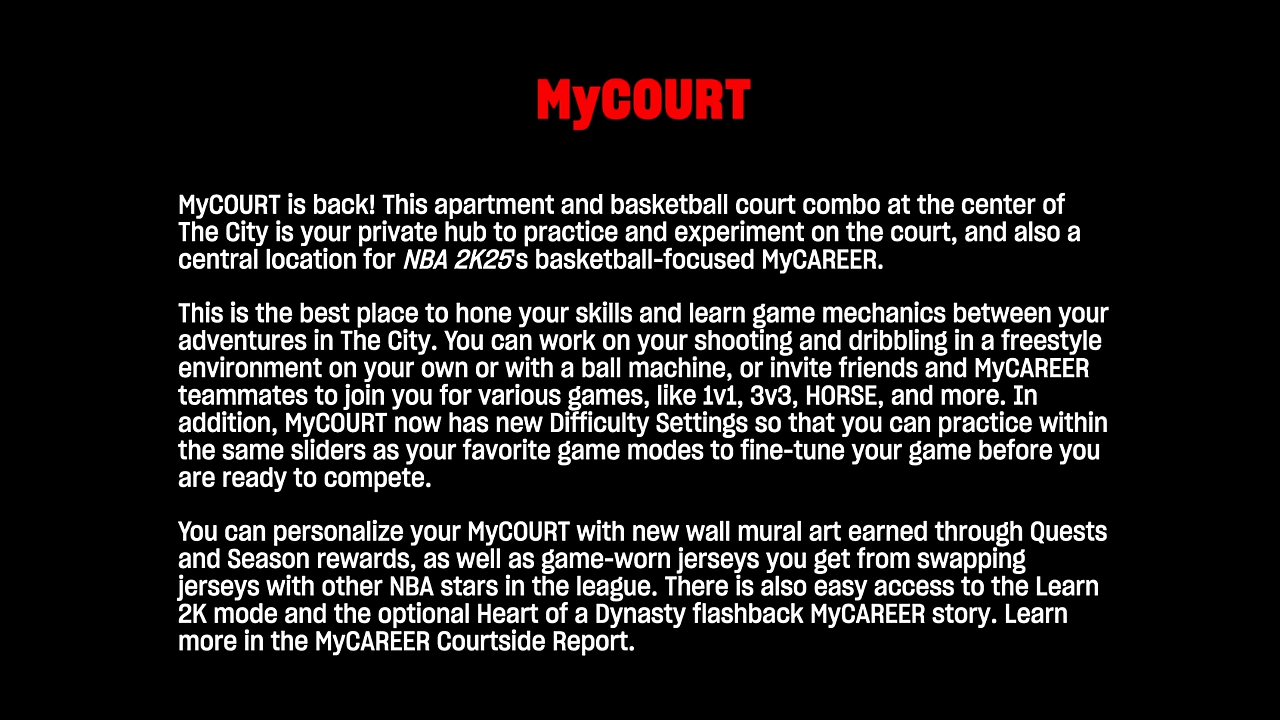 MyCOURT
MyCOURT is back! This apartment and basketball court combo at the center of
The City is your private hub to practice and experiment on the court, and also a
central location for NBA 2K25's basketball-focused MyCAREER.
This is the best place to hone your skills and learn game mechanics between your
adventures in The City. You can work on your shooting and dribbling in a freestyle
environment on your own or with a ball machine, or invite friends and MyCAREER
teammates to join you for various games, like 1v1, 3v3, HORSE, and more. In
addition, MyCOURT now has new Difficulty Settings so that you can practice within
the same sliders as your favorite game modes to fine-tune your game before you
are ready to compete.
You can personalize your MyCOURT with new wall mural art earned through Quests
and Season rewards, as well as game-worn jerseys you get from swapping
jerseys with other NBA stars in the league. There is also easy access to the Learn
2K mode and the optional Heart of a Dynasty flashback MyCAREER story. Learn
more in the MyCAREER Courtside Report.